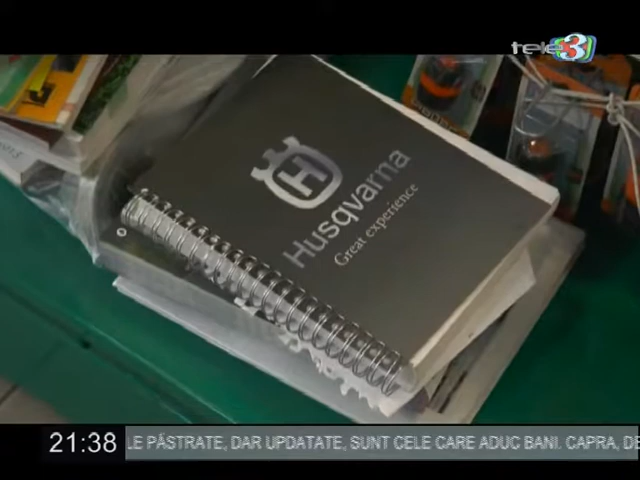 tele3
H
Husqvarna
Great experience
21:38
LE PĂSTRATE, DAR UPDATATE, SUNT CELE CARE ADUC BANI. CAPRA, DE